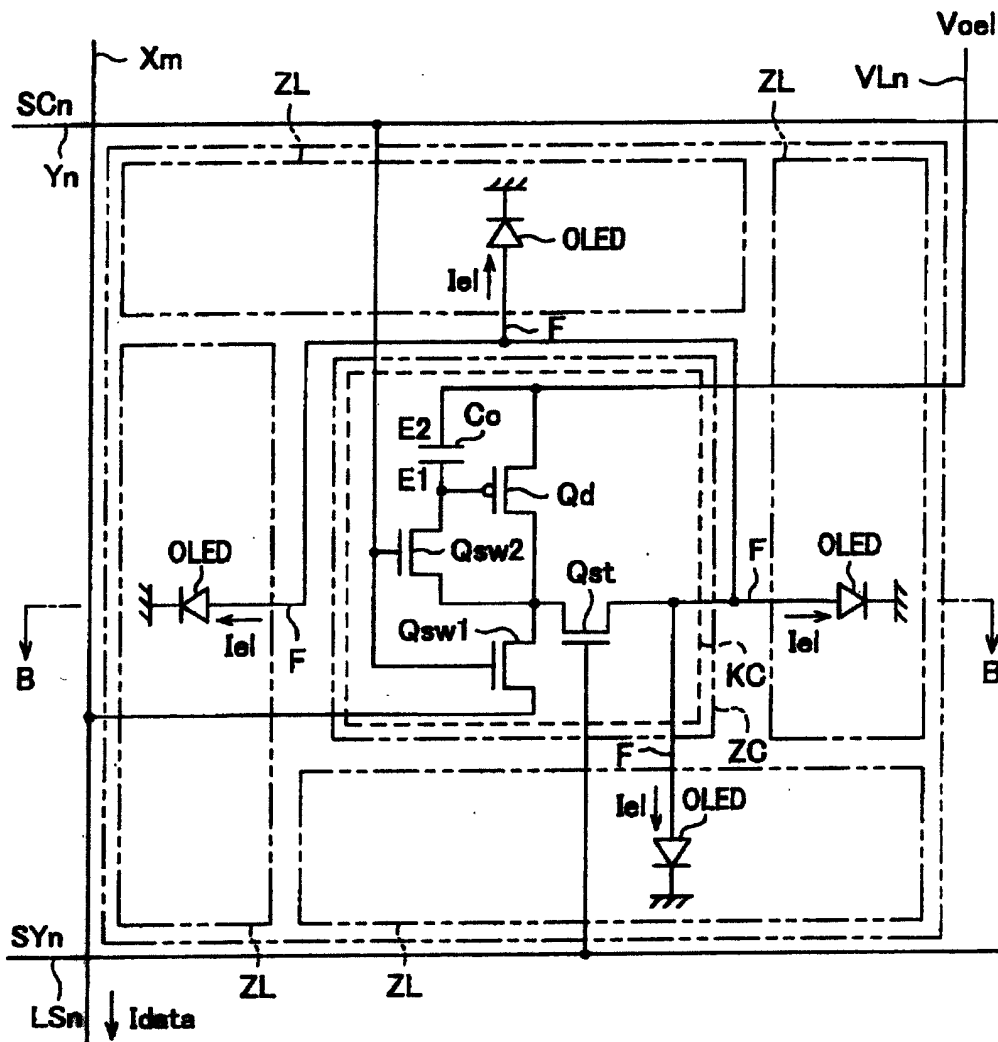 Voel
Xm
VLn
ZL
ZL
SCn
Yn
OLED
Iel
F
E2
Co
E1
Qd
OLED
Qsw2
F
OLED
Qst
Iel
F
Qsw1
Iel
B
B
KC
ZC
F
Iel
OLED
SYn
ZL
ZL
LSn
Idata